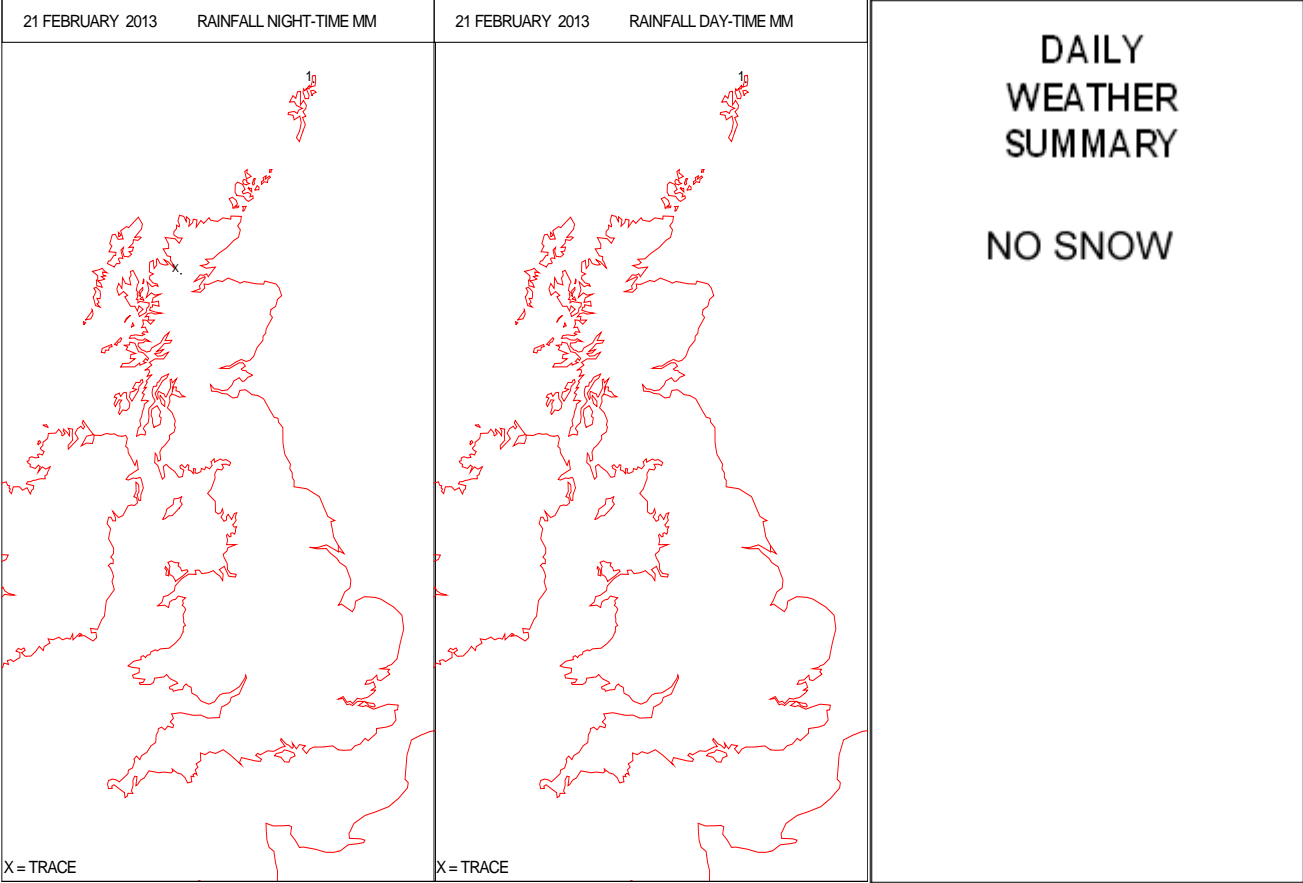 21 FEBRUARY 2013 RAINFALL NIGHT-TIME MM
1
X
X = TRACE
21 FEBRUARY 2013 RAINFALL DAY-TIME MM
1
X = TRACE
DAILY
WEATHER
SUMMARY
NO SNOW